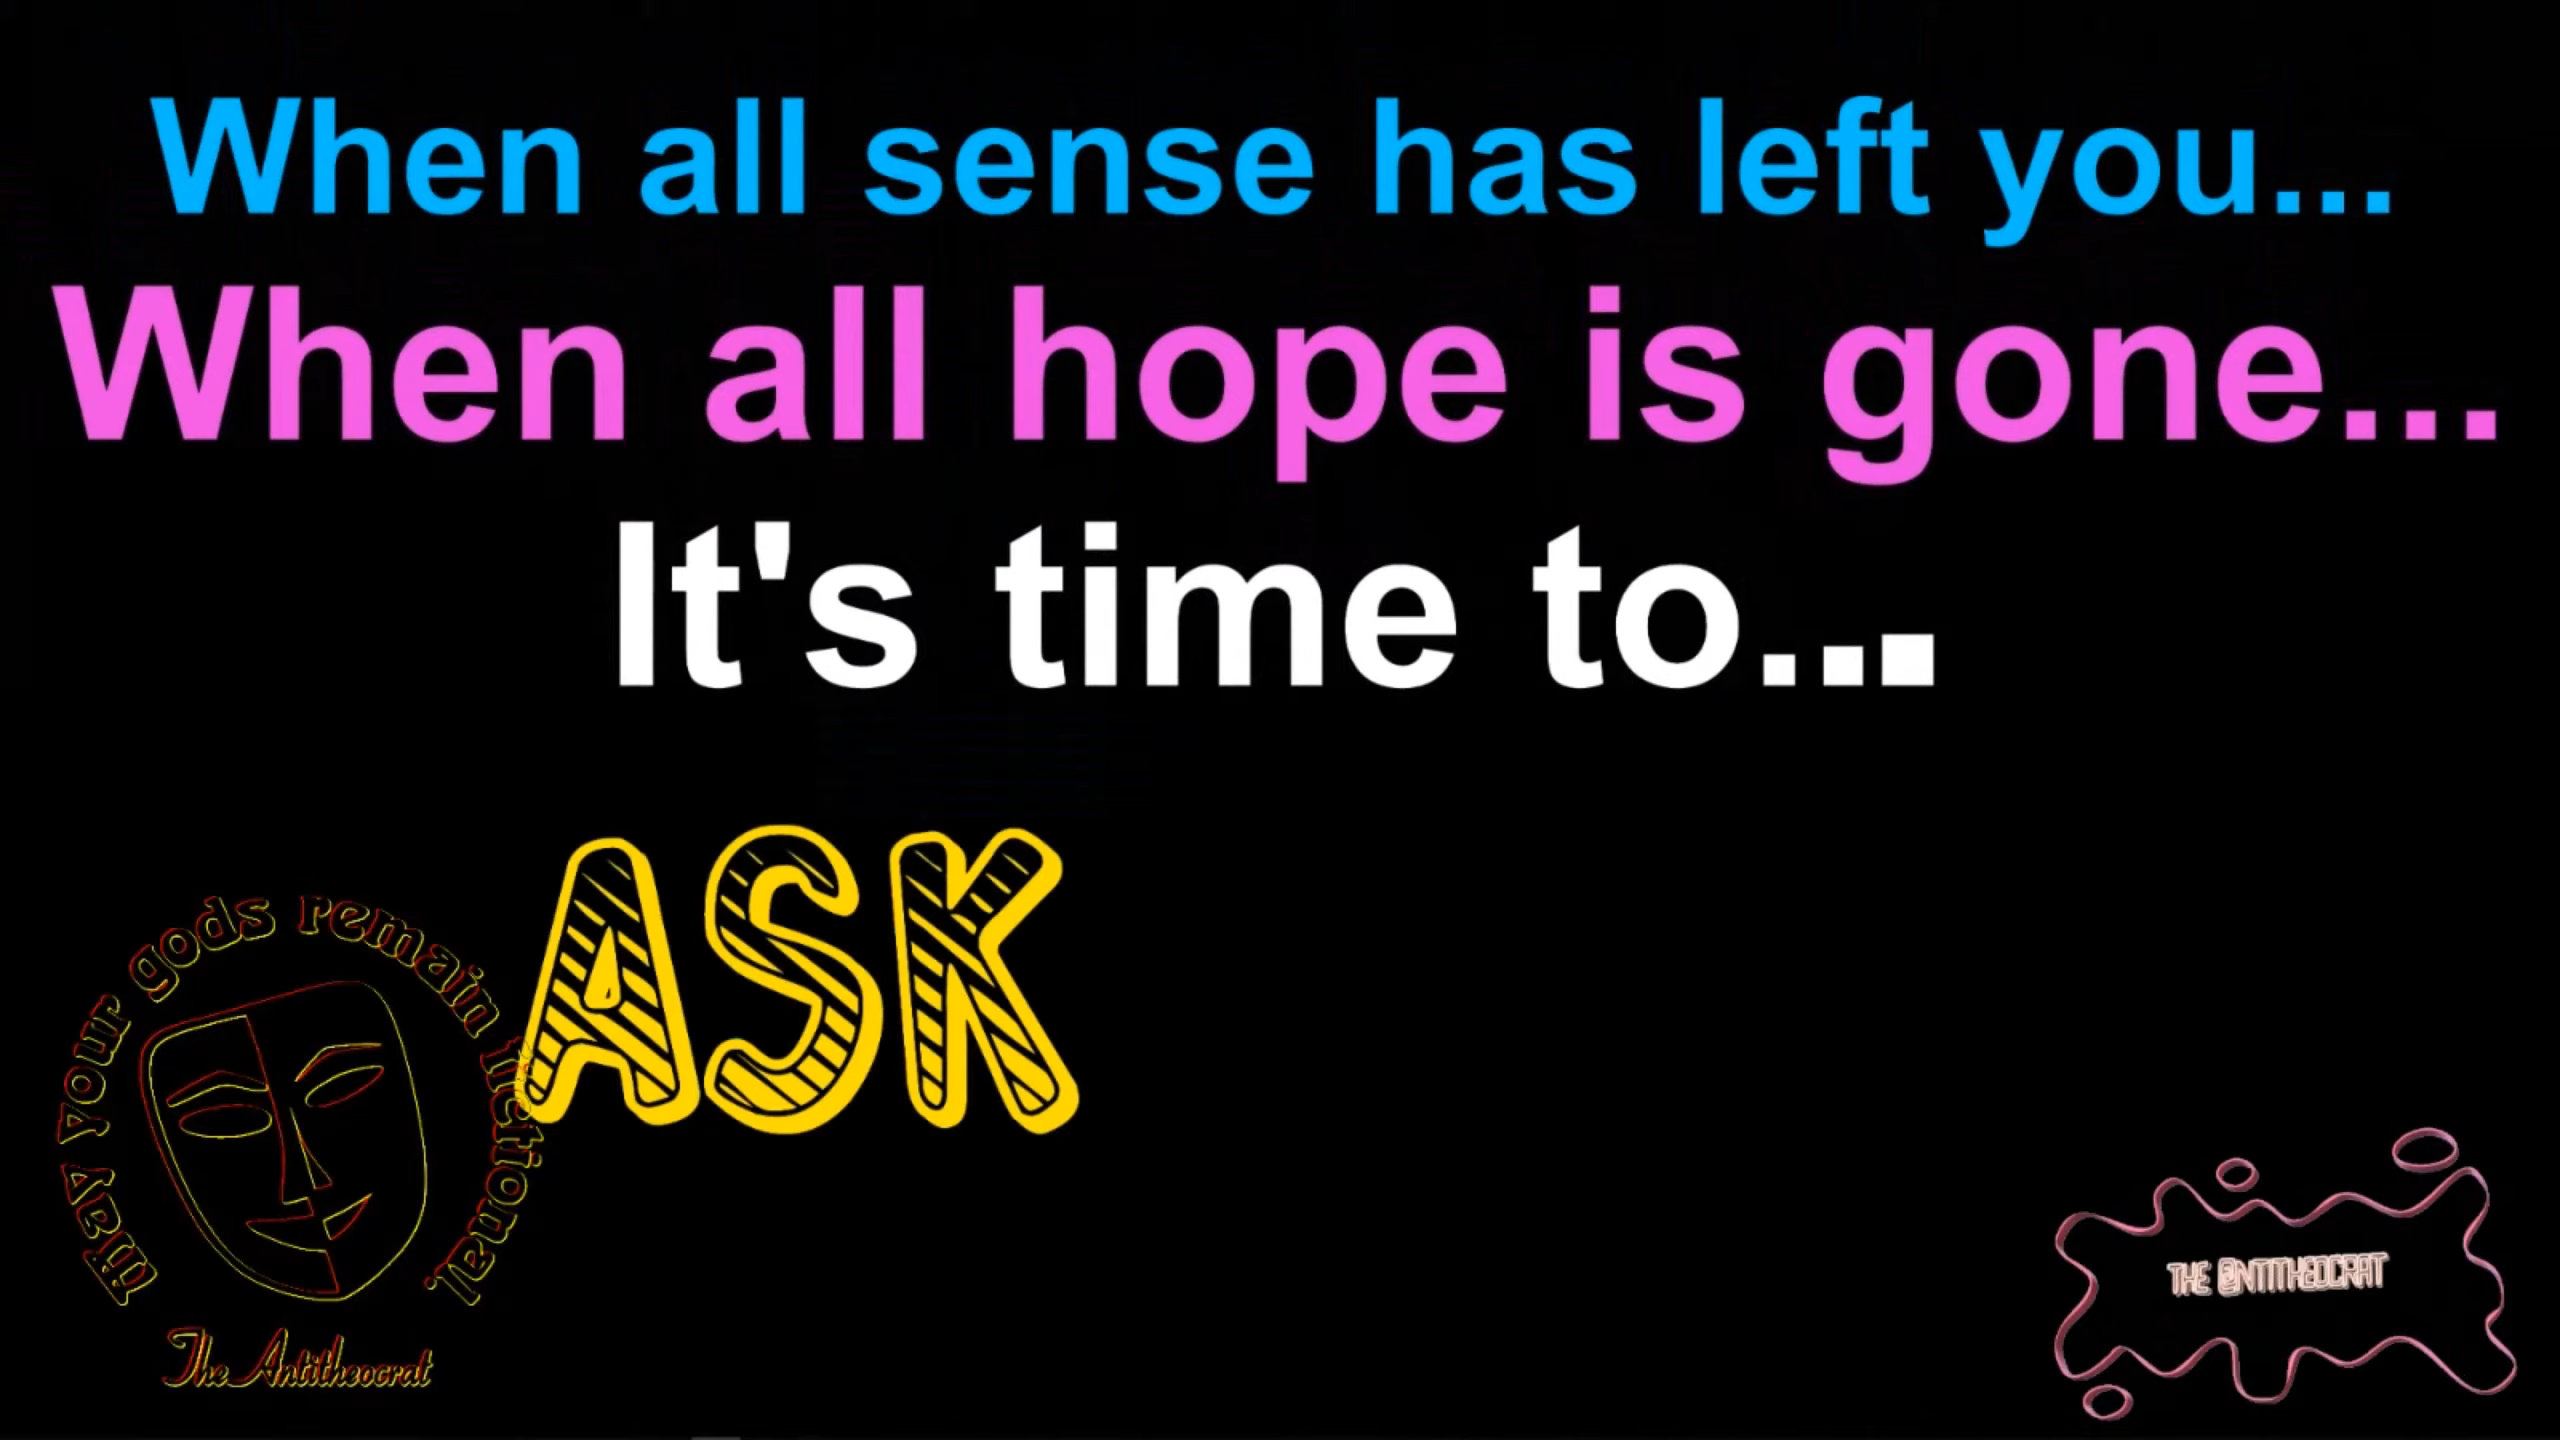 When all sense has left you...
When all hope is gone...
It's time to...
ASK
May your gods remain fictional.
The Antitheocrat
THE @NTITHEOCRAT